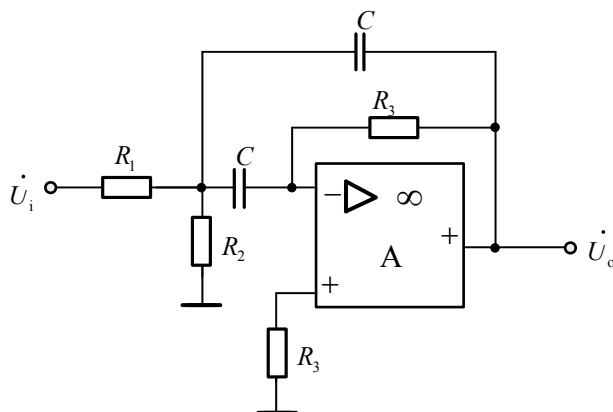 C
R₃
R₁
C
U̇ᵢ
− ▷ ∞
R₂
+
A
U̇ₒ
+
R₃